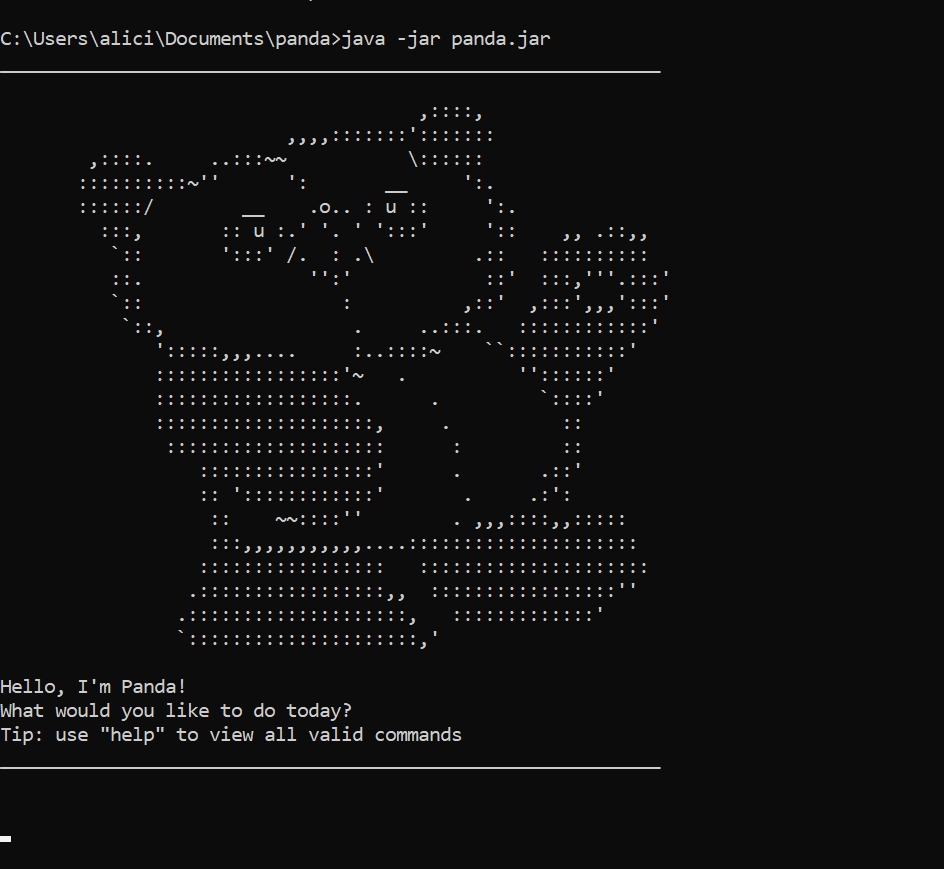 C:\Users\alici\Documents\panda>java -jar panda.jar
Hello, I'm Panda!
What would you like to do today?
Tip: use "help" to view all valid commands